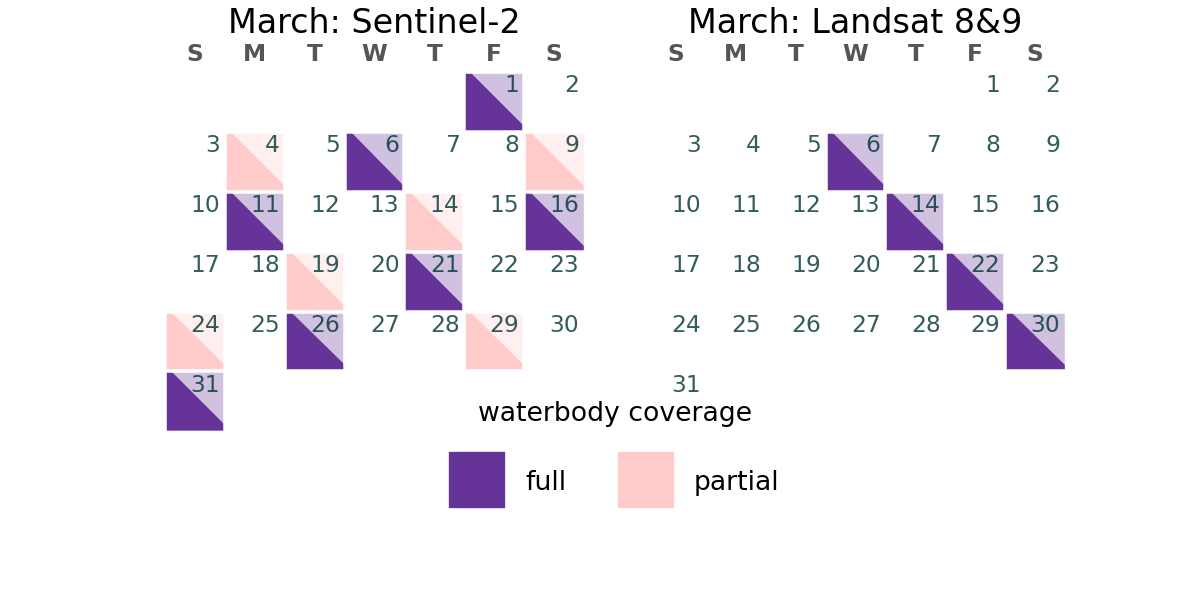 March: Sentinel-2
S M T W T F S
1 2
3 4 5 6 7 8 9
10 11 12 13 14 15 16
17 18 19 20 21 22 23
24 25 26 27 28 29 30
31
March: Landsat 8&9
S M T W T F S
1 2
3 4 5 6 7 8 9
10 11 12 13 14 15 16
17 18 19 20 21 22 23
24 25 26 27 28 29 30
31
waterbody coverage
full partial